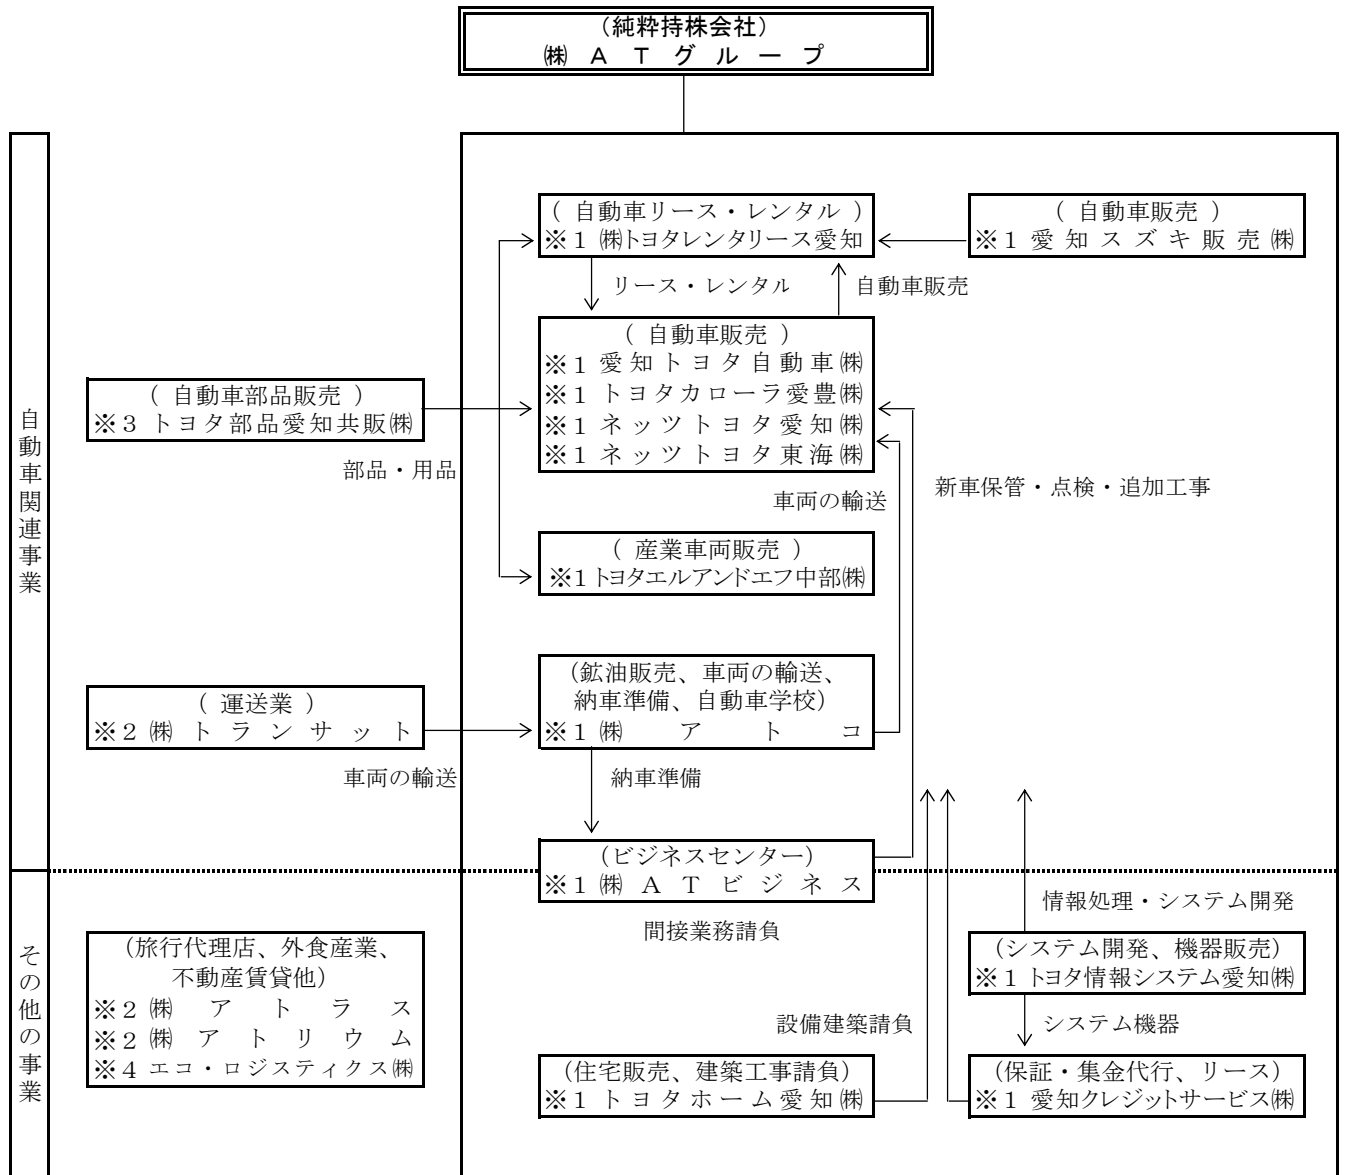 （純粋持株会社）
㈱ＡＴグループ
自動車関連事業
（ 自動車リース・レンタル ）
※１ ㈱トヨタレンタリース愛知
（ 自動車販売 ）
※１ 愛知スズキ販売㈱
リース・レンタル
自動車販売
（ 自動車販売 ）
※１ 愛知トヨタ自動車㈱
※１ トヨタカローラ愛豊㈱
※１ ネッツトヨタ愛知㈱
※１ ネッツトヨタ東海㈱
（ 自動車部品販売 ）
※３ トヨタ部品愛知共販㈱
部品・用品
車両の輸送
新車保管・点検・追加工事
（ 産業車両販売 ）
※１トヨタエルアンドエフ中部㈱
（鉱油販売、車両の輸送、
納車準備、自動車学校）
※１ ㈱アトコ
（ 運送業 ）
※２ ㈱トランサット
車両の輸送
納車準備
（ビジネスセンター）
※１ ㈱ＡＴビジネス
間接業務請負
情報処理・システム開発
その他の事業
（旅行代理店、外食産業、
不動産賃貸他）
※２ ㈱アトラス
※２ ㈱アトリウム
※４ エコ・ロジスティクス㈱
（システム開発、機器販売）
※１ トヨタ情報システム愛知㈱
設備建築請負
システム機器
（住宅販売、建築工事請負）
※１ トヨタホーム愛知㈱
（保証・集金代行、リース）
※１ 愛知クレジットサービス㈱